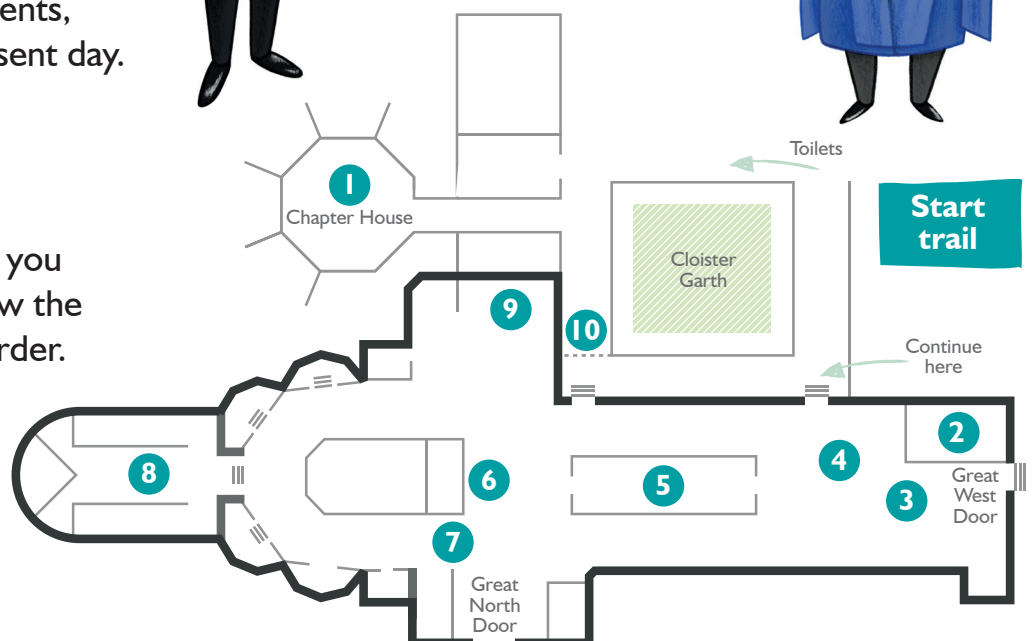 ents,
sent day.
you
w the
rder.
Toilets
Start
trail
1
Chapter House
Cloister
Garth
9
10
Continue
here
2
4
Great
West
Door
3
8
6
5
7
Great
North
Door